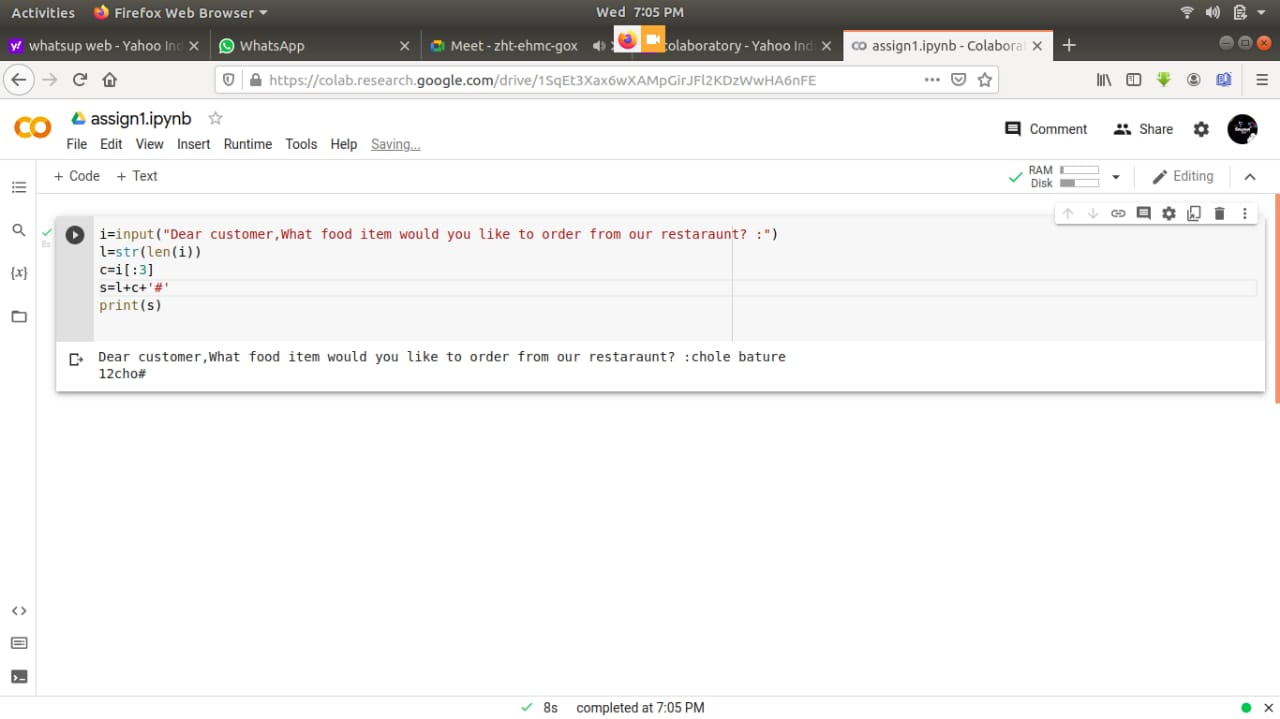 Activities Firefox Web Browser Wed 7:05 PM
whatsup web - Yahoo Ind WhatsApp Meet - zht-ehmc-gox olaboratory - Yahoo Ind assign1.ipynb - Colaborat
https://colab.research.google.com/drive/1SqEt3Xax6wXAMpGirJFl2KDzWwHA6nFE
assign1.ipynb
Comment Share
File Edit View Insert Runtime Tools Help Saving...
+ Code + Text
RAM
Disk
Editing
i=input("Dear customer,What food item would you like to order from our restaraunt? :")
8s
l=str(len(i))
c=i[:3]
s=l+c+'#'
print(s)
Dear customer,What food item would you like to order from our restaraunt? :chole bature
12cho#
8s completed at 7:05 PM